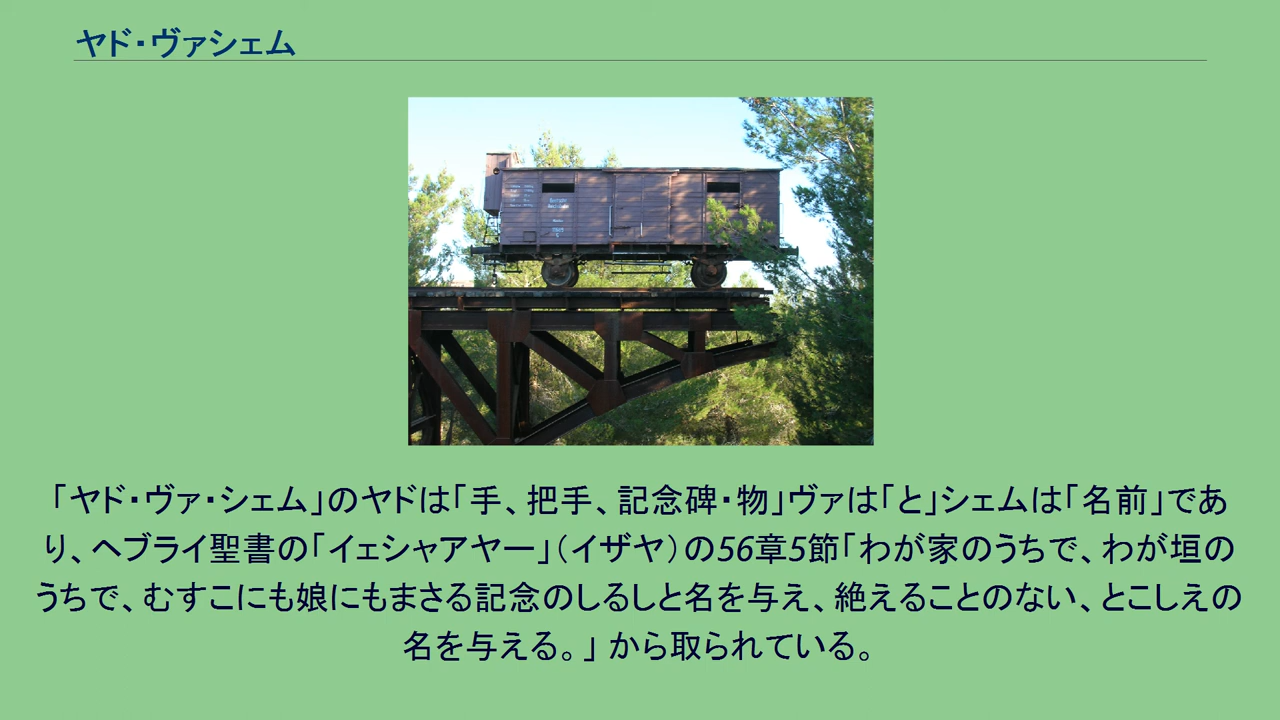 ヤド・ヴァシェム
「ヤド・ヴァ・シェム」のヤドは「手、把手、記念碑・物」ヴァは「と」シェムは「名前」であ
り、ヘブライ聖書の「イェシャアヤー」（イザヤ）の56章5節「わが家のうちで、わが垣の
うちで、むすこにも娘にもまさる記念のしるしと名を与え、絶えることのない、とこしえの
名を与える。」 から取られている。